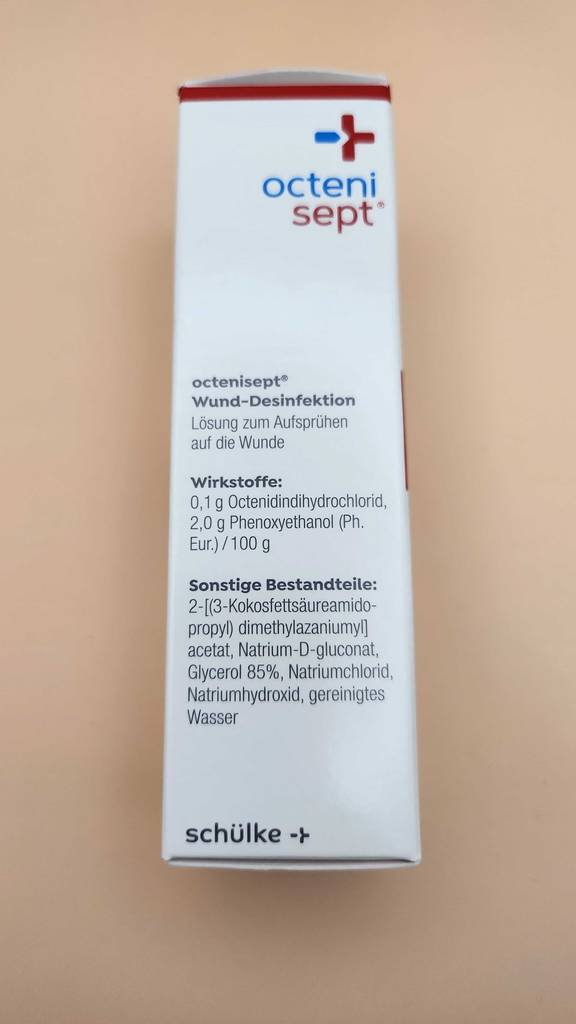 octeni
sept®
octenisept®
Wund-Desinfektion
Lösung zum Aufsprühen
auf die Wunde
Wirkstoffe:
0,1 g Octenidindihydrochlorid,
2,0 g Phenoxyethanol (Ph.
Eur.) / 100 g
Sonstige Bestandteile:
2-[(3-Kokosfettsäureamido-
propyl) dimethylazaniumyl]
acetat, Natrium-D-gluconat,
Glycerol 85%, Natriumchlorid,
Natriumhydroxid, gereinigtes
Wasser
schülke